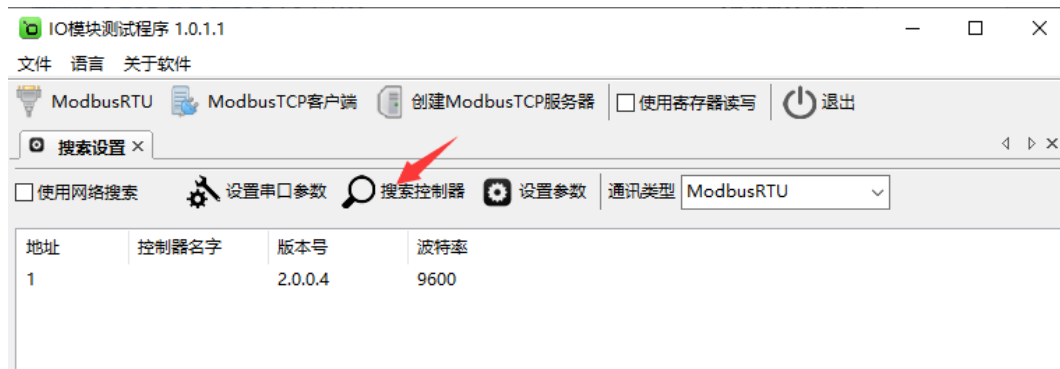 IO模块测试程序 1.0.1.1
文件 语言 关于软件
ModbusRTU ModbusTCP客户端 创建ModbusTCP服务器 使用寄存器读写 退出
搜索设置
使用网络搜索 设置串口参数 搜索控制器 设置参数 通讯类型 ModbusRTU
地址 控制器名字 版本号 波特率
1 2.0.0.4 9600